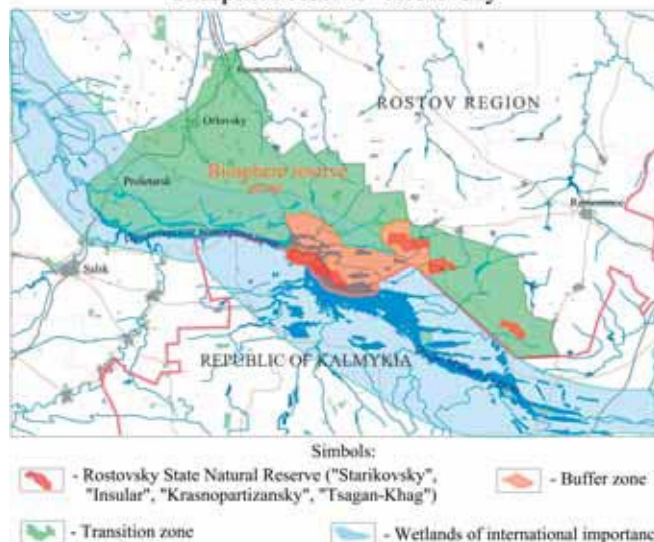 ROSTOV REGION
Orlovsky
Biosphere reserve
Proletarsk
Remontnoe
Salsk
REPUBLIC OF KALMYKIA
Simbols:
- Rostovsky State Natural Reserve ("Starikovsky",
"Insular", "Krasnopartizansky", "Tsagan-Khag")
- Buffer zone
- Transition zone
- Wetlands of international importanc